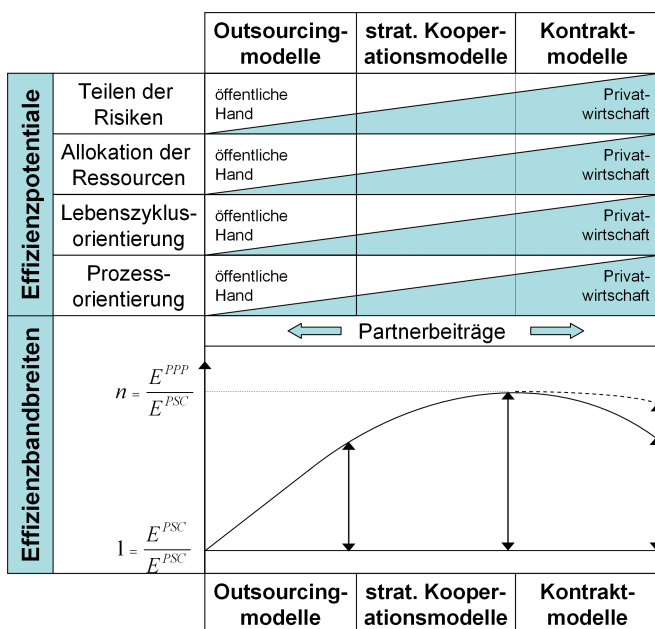 Outsourcing-
modelle
strat. Kooper-
ationsmodelle
Kontrakt-
modelle
Effizienzpotentiale
Teilen der
Risiken
öffentliche
Hand
Privat-
wirtschaft
Allokation der
Ressourcen
öffentliche
Hand
Privat-
wirtschaft
Lebenszyklus-
orientierung
öffentliche
Hand
Privat-
wirtschaft
Prozess-
orientierung
öffentliche
Hand
Privat-
wirtschaft
Effizienzbandbreiten
Partnerbeiträge
n = E^PPP / E^PSC
1 = E^PSC / E^PSC
Outsourcing-
modelle
strat. Kooper-
ationsmodelle
Kontrakt-
modelle